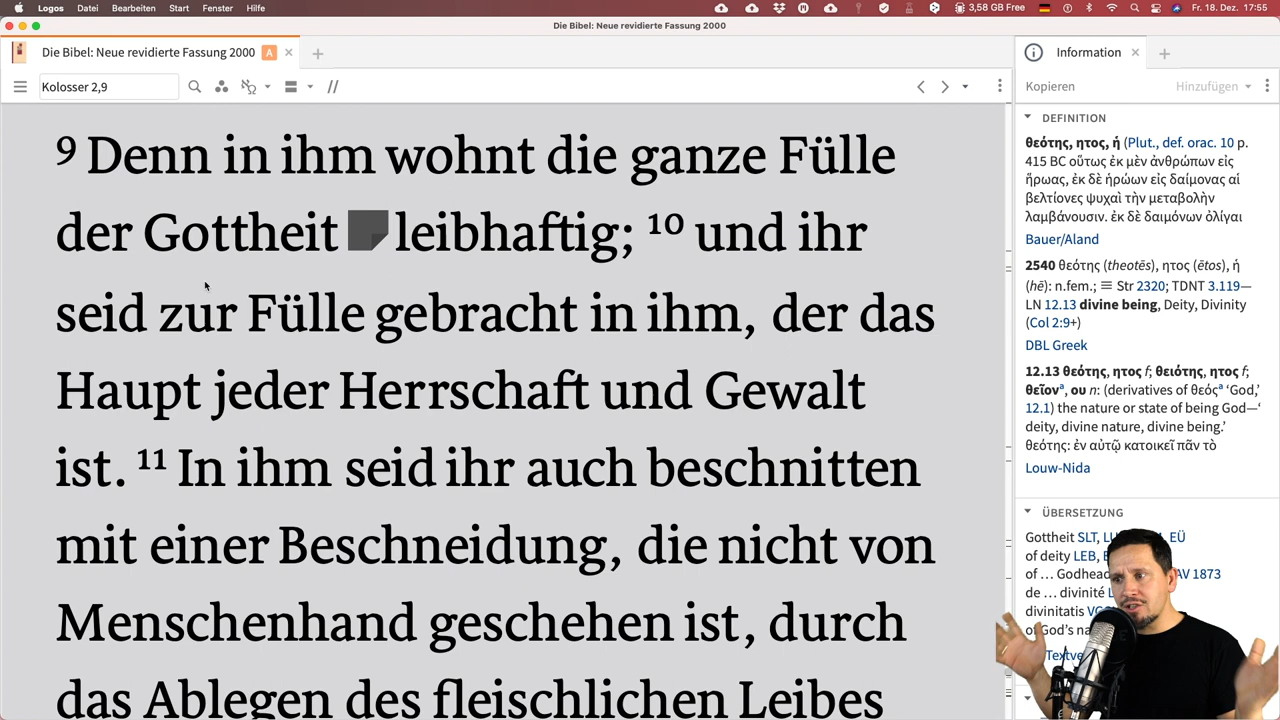 Logos Datei Bearbeiten Start Fenster Hilfe 3,58 GB Free Fr. 18. Dez. 17:55
Die Bibel: Neue revidierte Fassung 2000
Die Bibel: Neue revidierte Fassung 2000 A
Kolosser 2,9
9 Denn in ihm wohnt die ganze Fülle
der Gottheit leibhaftig; 10 und ihr
seid zur Fülle gebracht in ihm, der das
Haupt jeder Herrschaft und Gewalt
ist. 11 In ihm seid ihr auch beschnitten
mit einer Beschneidung, die nicht von
Menschenhand geschehen ist, durch
das Ablegen des fleischlichen Leibes
Information
Kopieren Hinzufügen
DEFINITION
θεότης, ητος, ἡ (Plut., def. orac. 10 p.
415 BC οὕτως ἐκ μὲν ἀνθρώπων εἰς
ἥρωας, ἐκ δὲ ἡρώων εἰς δαίμονας αἱ
βελτίονες ψυχαὶ τὴν μεταβολὴν
λαμβάνουσιν. ἐκ δὲ δαιμόνων ὀλίγαι
Bauer/Aland
2540 θεότης (theotēs), ητος (ētos), ἡ
(hē): n.fem.; ≡ Str 2320; TDNT 3.119—
LN 12.13 divine being, Deity, Divinity
(Col 2:9+)
DBL Greek
12.13 θεότης, ητος f; θειότης, ητος f;
θεῖονª, ου n: (derivatives of θεόςª ‘God,’
12.1) the nature or state of being God—‘
deity, divine nature, divine being.’
θεότης: ἐν αὐτῷ κατοικεῖ πᾶν τὸ
Louw-Nida
ÜBERSETZUNG
Gottheit SLT, EÜ
of deity LEB,
of … Godhead AV 1873
de … divinité
divinitatis
of God’s